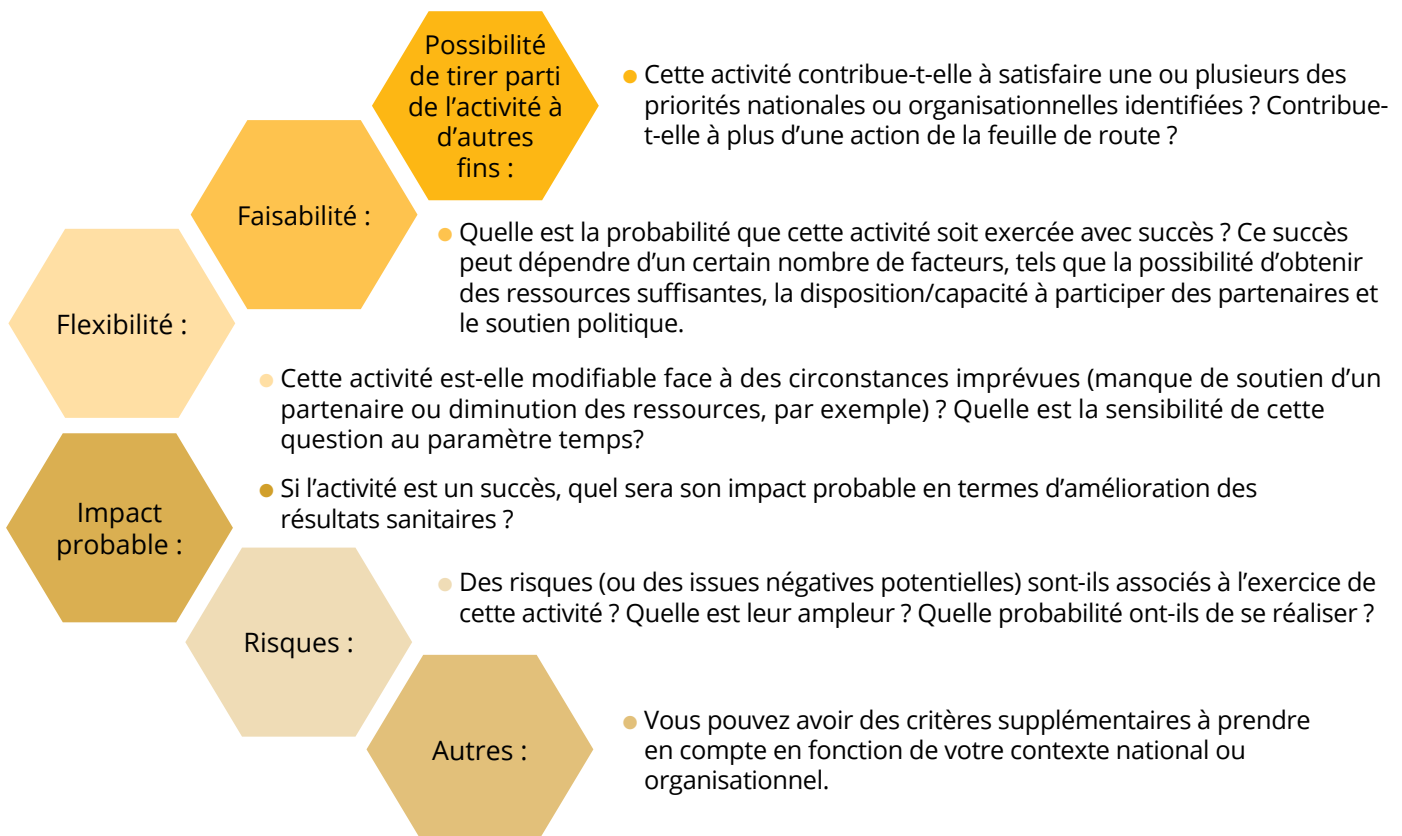 Possibilité
de tirer parti
de l’activité à
d’autres
fins :
Cette activité contribue-t-elle à satisfaire une ou plusieurs des
priorités nationales ou organisationnelles identifiées ? Contribue-
t-elle à plus d’une action de la feuille de route ?
Faisabilité :
Quelle est la probabilité que cette activité soit exercée avec succès ? Ce succès
peut dépendre d’un certain nombre de facteurs, tels que la possibilité d’obtenir
des ressources suffisantes, la disposition/capacité à participer des partenaires et
le soutien politique.
Flexibilité :
Cette activité est-elle modifiable face à des circonstances imprévues (manque de soutien d’un
partenaire ou diminution des ressources, par exemple) ? Quelle est la sensibilité de cette
question au paramètre temps?
Impact
probable :
Si l’activité est un succès, quel sera son impact probable en termes d’amélioration des
résultats sanitaires ?
Risques :
Des risques (ou des issues négatives potentielles) sont-ils associés à l’exercice de
cette activité ? Quelle est leur ampleur ? Quelle probabilité ont-ils de se réaliser ?
Autres :
Vous pouvez avoir des critères supplémentaires à prendre
en compte en fonction de votre contexte national ou
organisationnel.